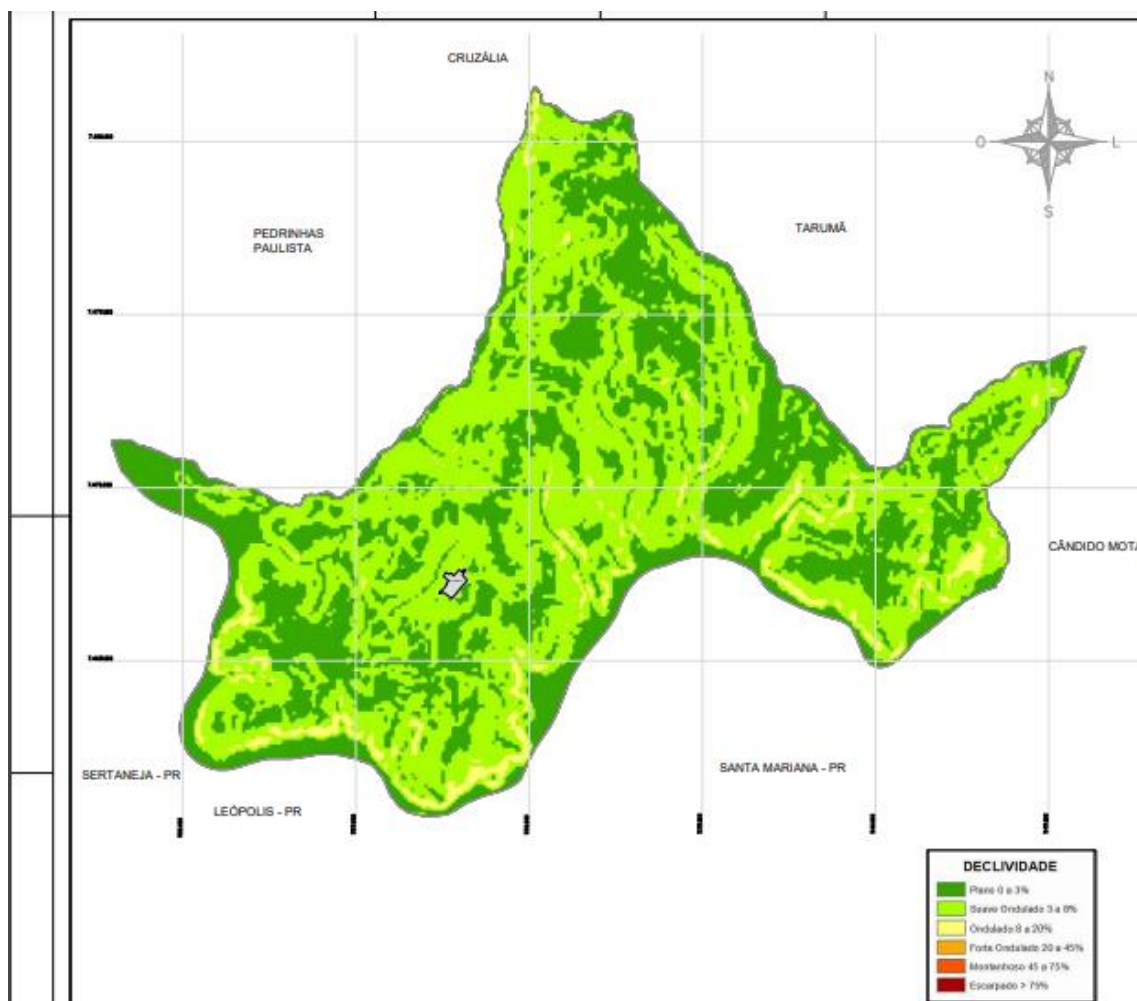 CRUZÁLIA
N
O
L
S
PEDRINHAS
PAULISTA
TARUMÃ
CÂNDIDO MOTA
SERTANEJA - PR
LEÓPOLIS - PR
SANTA MARIANA - PR
DECLIVIDADE
Plano 0 a 3%
Suave Ondulado 3 a 8%
Ondulado 8 a 20%
Forte Ondulado 20 a 45%
Montanhoso 45 a 75%
Escarpado > 75%